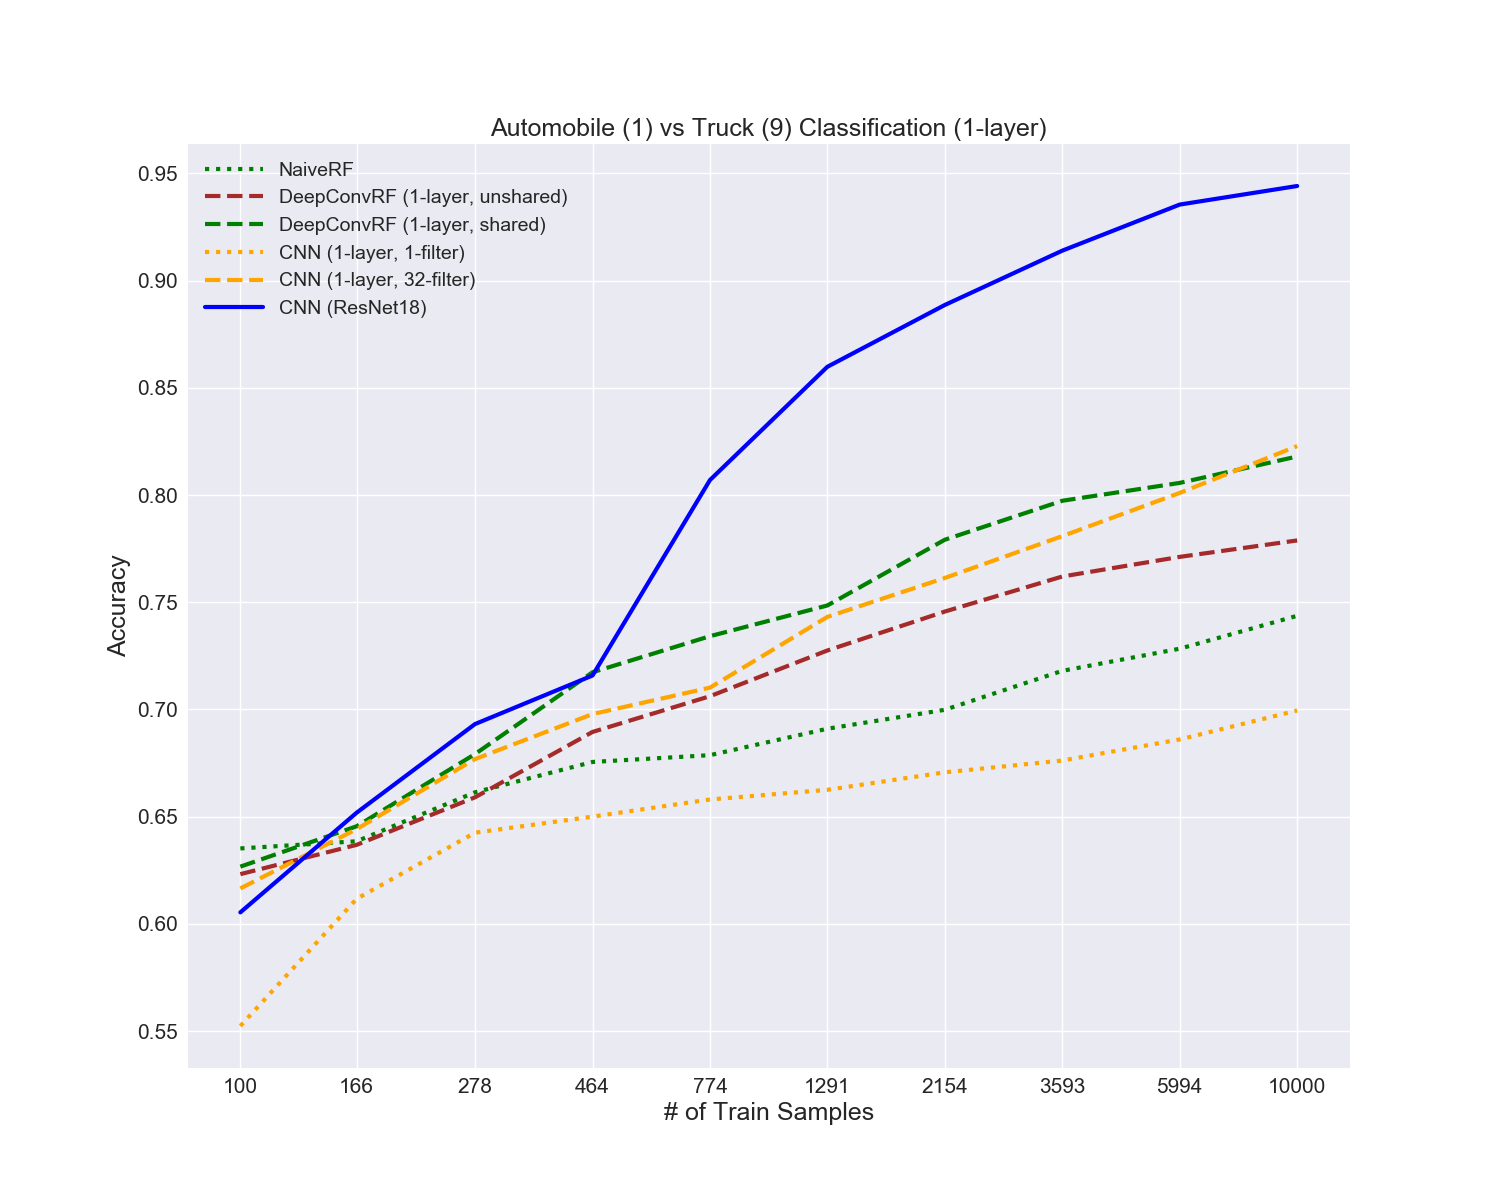 Automobile (1) vs Truck (9) Classification (1-layer)
NaiveRF
DeepConvRF (1-layer, unshared)
DeepConvRF (1-layer, shared)
CNN (1-layer, 1-filter)
CNN (1-layer, 32-filter)
CNN (ResNet18)
0.95
0.90
0.85
0.80
0.75
0.70
0.65
0.60
0.55
Accuracy
100 166 278 464 774 1291 2154 3593 5994 10000
# of Train Samples